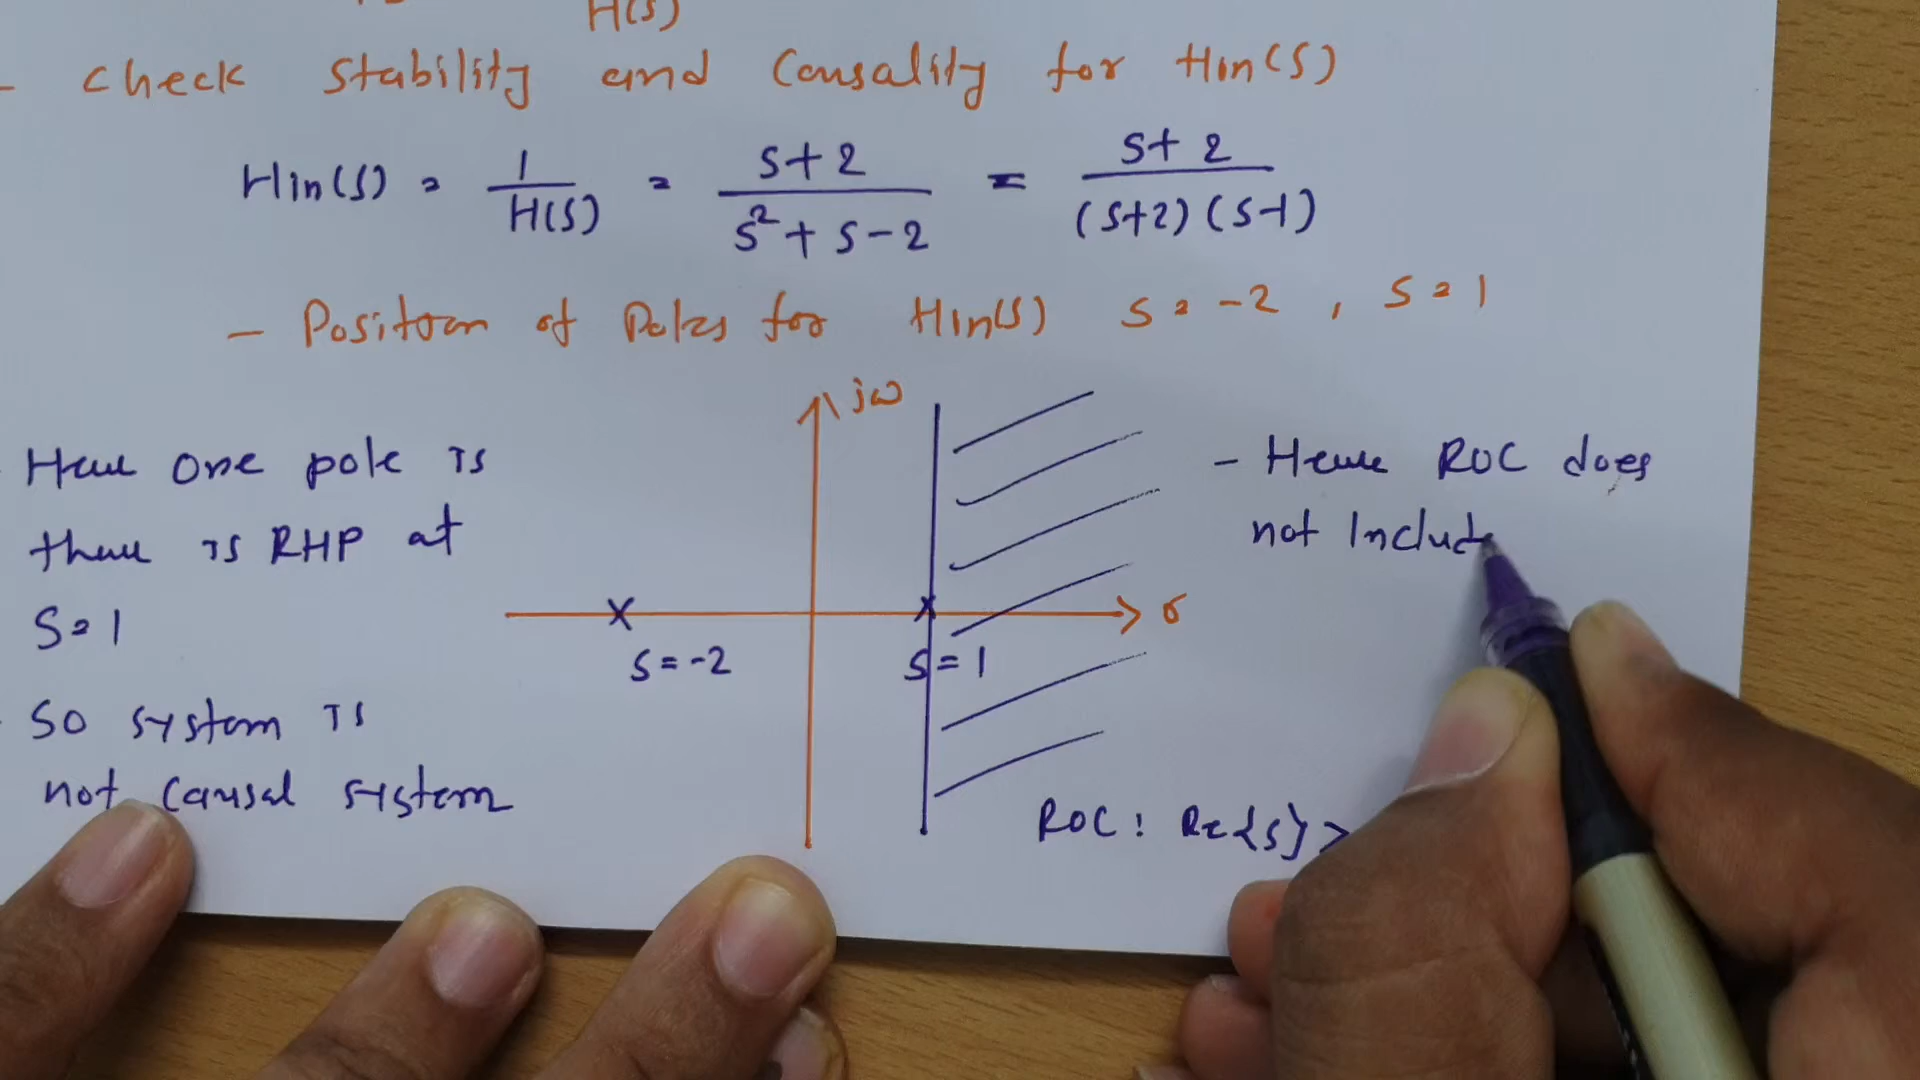 H(S)
- Check Stability and Causality for Hin(S)
Hin(S) = 1/H(S) = S+2/S²+S-2 = S+2/(S+2)(S-1)
- Position of Poles for Hin(S) S=-2, S=1
jω
Here one pole is
there is RHP at
S=1
So system is
not causal system
S=-2
S=1
σ
- Here ROC does
not Include
ROC: Re{S}>